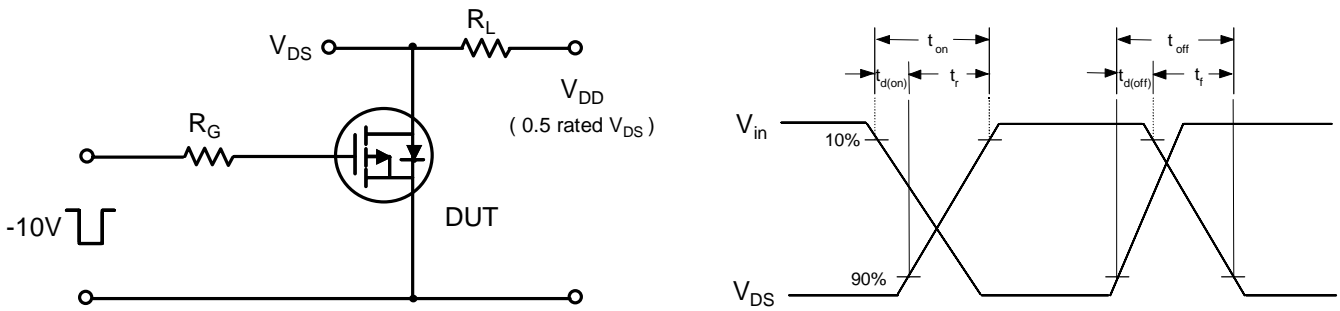 R_L
V_DS
V_DD
( 0.5 rated V_DS )
R_G
-10V
DUT
t_on
t_off
t_d(on)
t_r
t_d(off)
t_f
V_in
10%
90%
V_DS